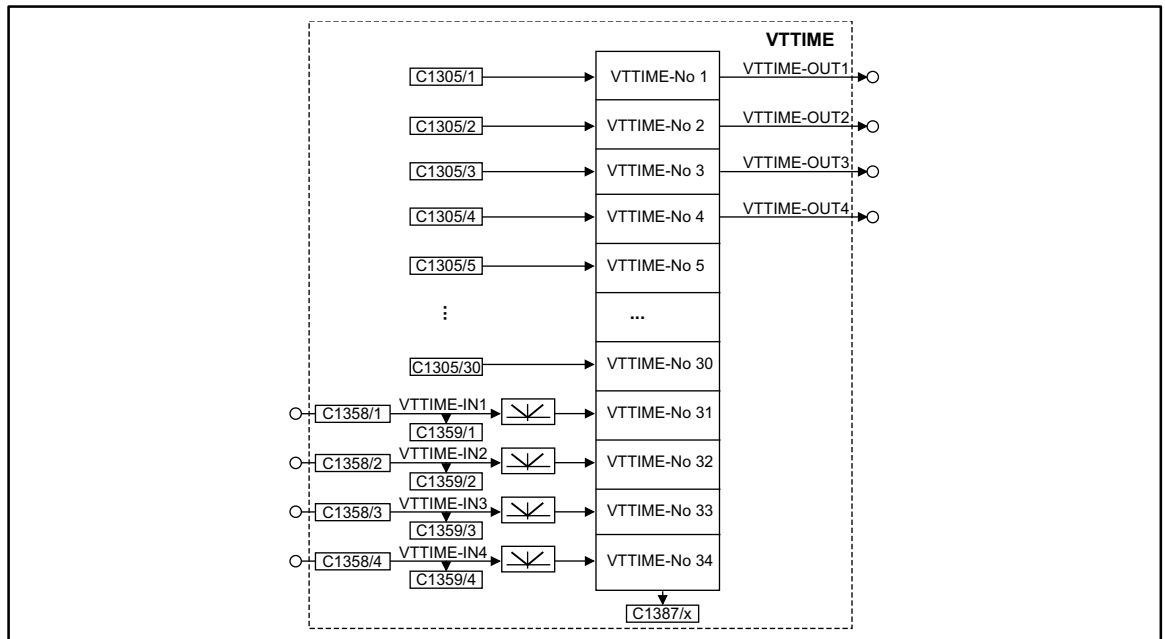 VTTIME
C1305/1 VTTIME-No 1 VTTIME-OUT1
C1305/2 VTTIME-No 2 VTTIME-OUT2
C1305/3 VTTIME-No 3 VTTIME-OUT3
C1305/4 VTTIME-No 4 VTTIME-OUT4
C1305/5 VTTIME-No 5
⋮ ...
C1305/30 VTTIME-No 30
C1358/1 VTTIME-IN1 VTTIME-No 31
C1359/1
C1358/2 VTTIME-IN2 VTTIME-No 32
C1359/2
C1358/3 VTTIME-IN3 VTTIME-No 33
C1359/3
C1358/4 VTTIME-IN4 VTTIME-No 34
C1359/4
C1387/x